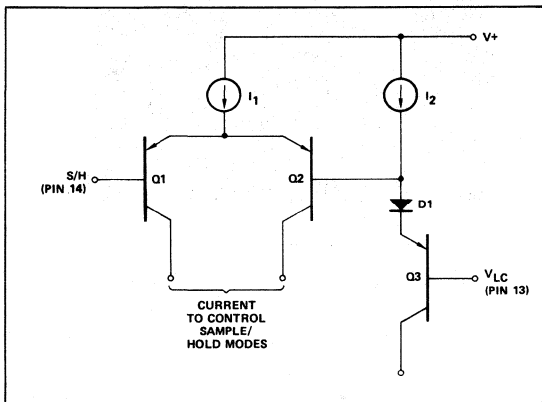 V+
I1
I2
S/H
(PIN 14)
Q1
Q2
D1
Q3
VLC
(PIN 13)
CURRENT
TO CONTROL
SAMPLE/
HOLD MODES